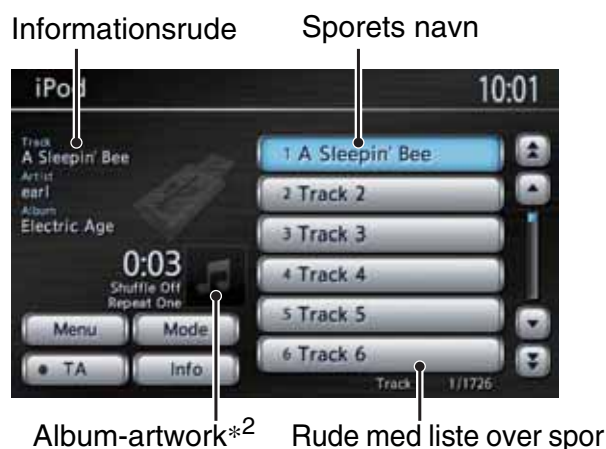 Informationsrude Sporets navn
iPod 10:01
Track
A Sleepin' Bee
Artist
earl
Album
Electric Age
0:03
Shuffle Off
Repeat One
Menu Mode
TA Info
1 A Sleepin' Bee
2 Track 2
3 Track 3
4 Track 4
5 Track 5
6 Track 6
Track 1/1726
Album-artwork*2 Rude med liste over spor